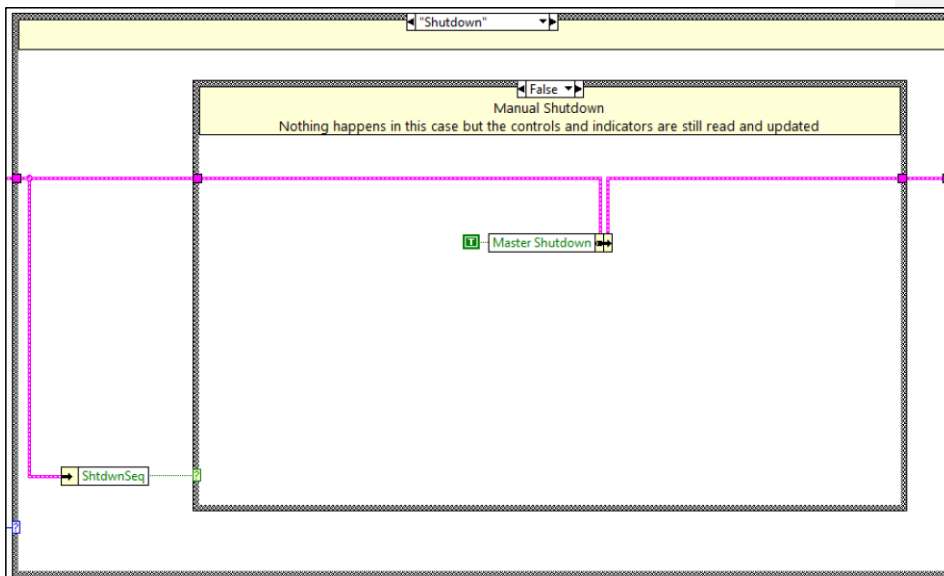 "Shutdown"
False
Manual Shutdown
Nothing happens in this case but the controls and indicators are still read and updated
T
Master Shutdown
ShtdwnSeq
?
?